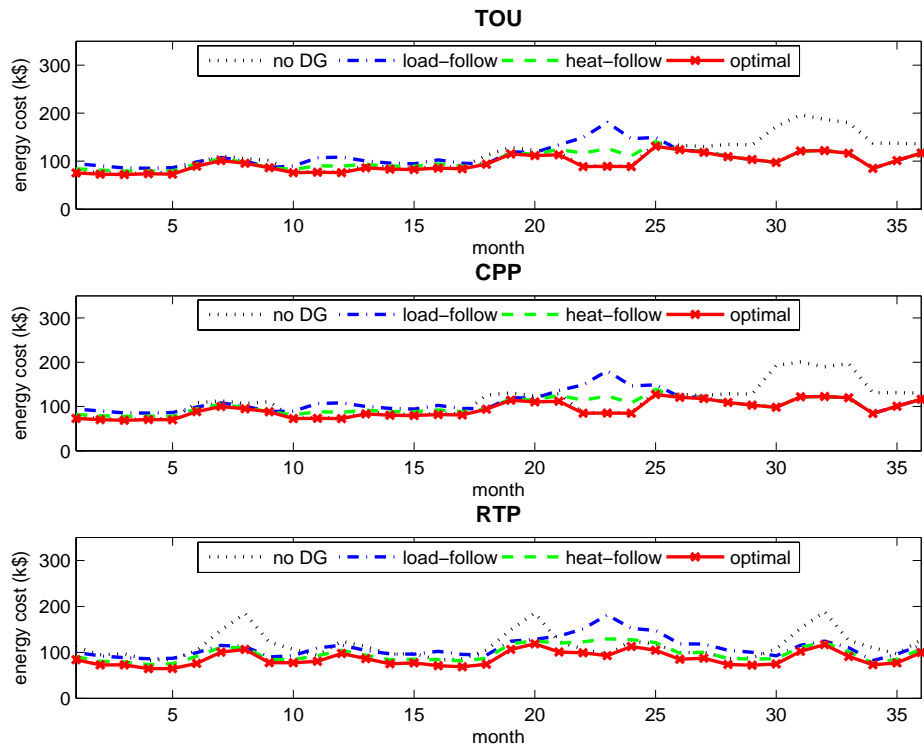 TOU
no DG load−follow heat−follow optimal
energy cost (k$)
300
200
100
0
5 10 15 20 25 30 35
month
CPP
no DG load−follow heat−follow optimal
energy cost (k$)
300
200
100
0
5 10 15 20 25 30 35
month
RTP
no DG load−follow heat−follow optimal
energy cost (k$)
300
200
100
0
5 10 15 20 25 30 35
month